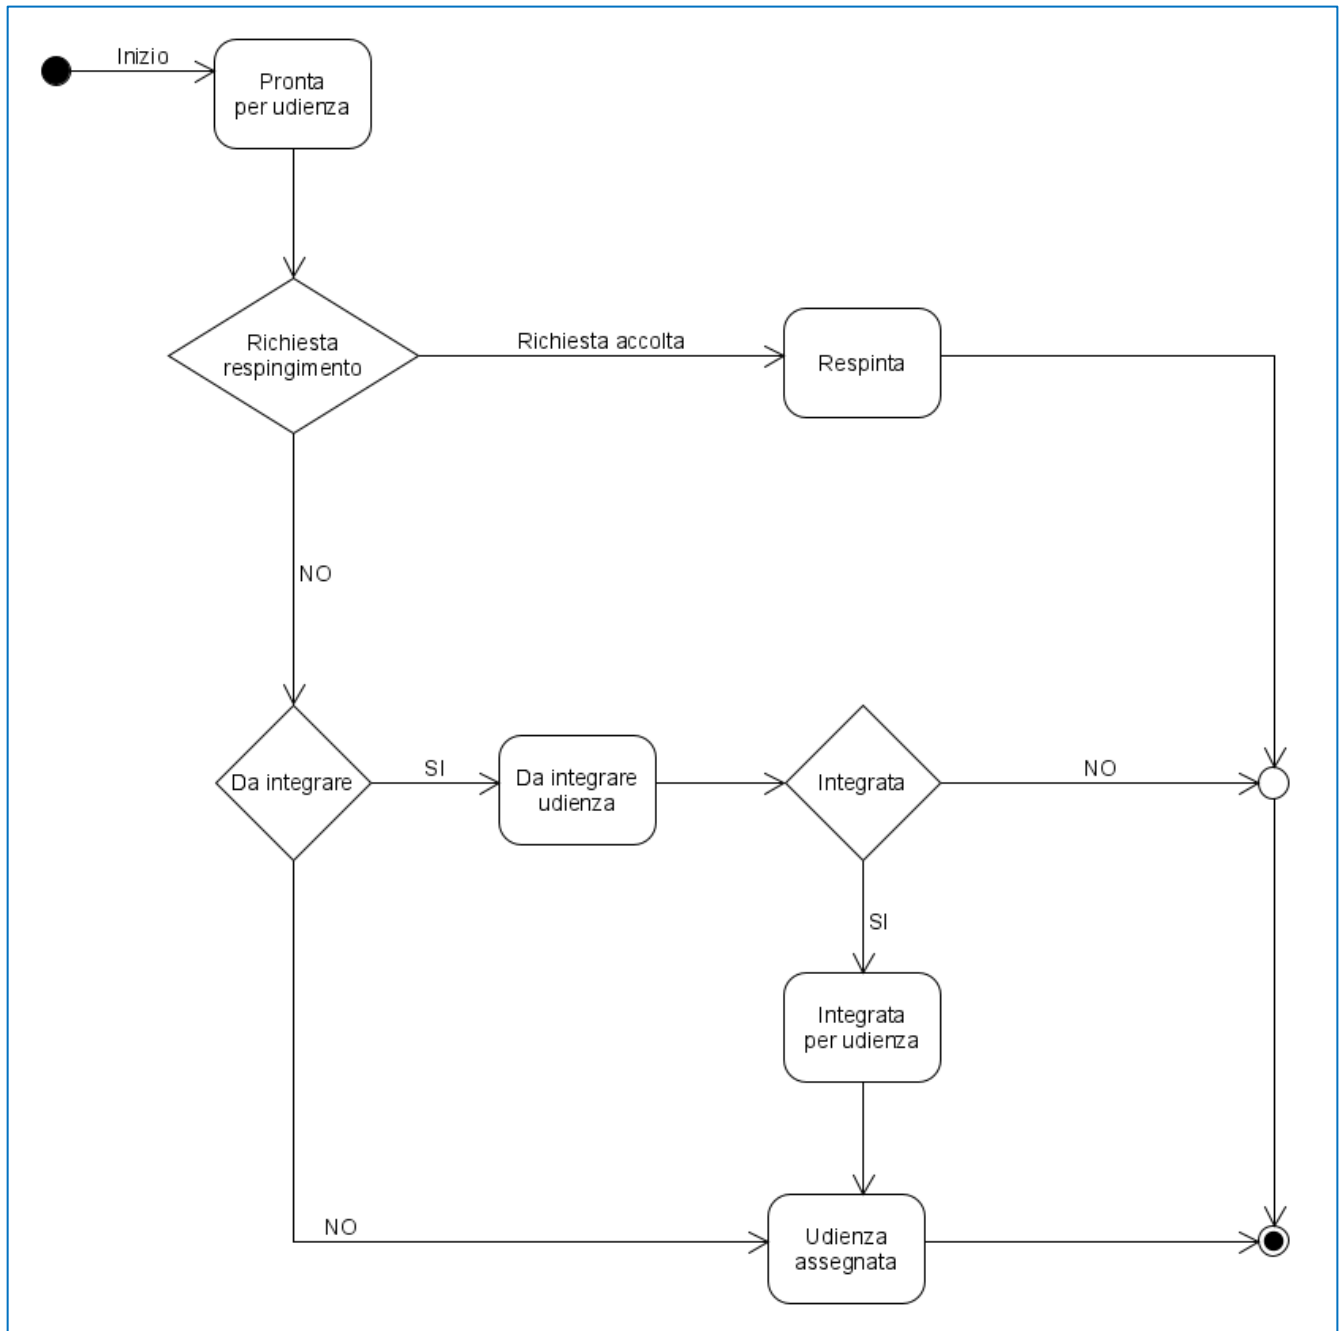 Inizio
Pronta
per udienza
Richiesta
respingimento
Richiesta accolta
Respinta
NO
Da integrare
SI
Da integrare
udienza
Integrata
NO
SI
Integrata
per udienza
NO
Udienza
assegnata